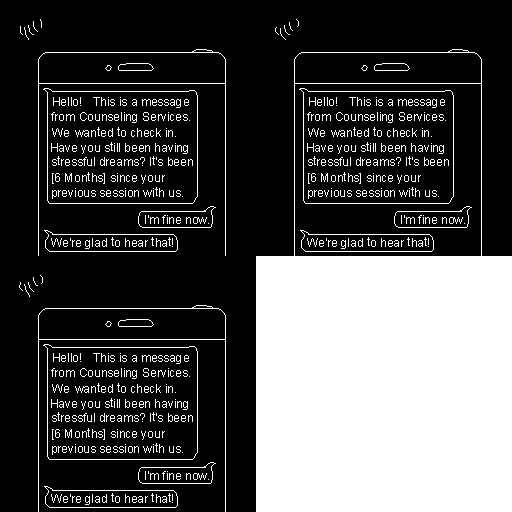 Hello! This is a message
from Counseling Services.
We wanted to check in.
Have you still been having
stressful dreams? It's been
[6 Months] since your
previous session with us.
I'm fine now.
We're glad to hear that!
Hello! This is a message
from Counseling Services.
We wanted to check in.
Have you still been having
stressful dreams? It's been
[6 Months] since your
previous session with us.
I'm fine now.
We're glad to hear that!
Hello! This is a message
from Counseling Services.
We wanted to check in.
Have you still been having
stressful dreams? It's been
[6 Months] since your
previous session with us.
I'm fine now.
We're glad to hear that!